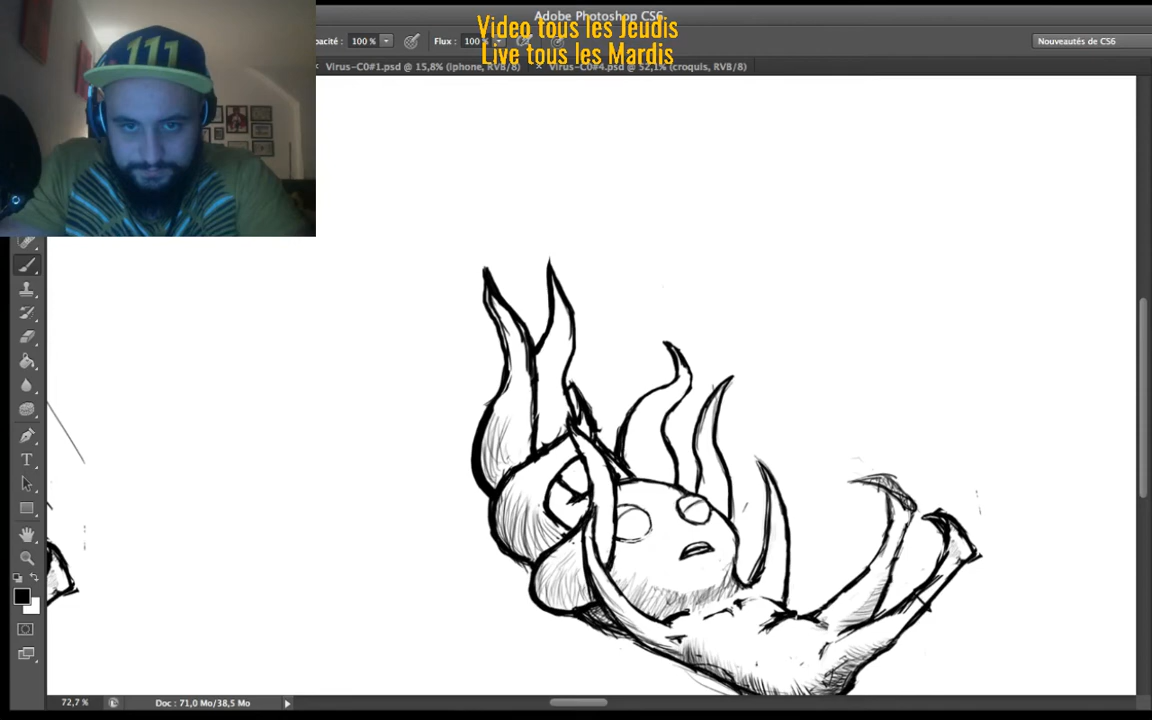 Adobe Photoshop CS6
Video tous les Jeudis
Live tous les Mardis
111
pacité : 100 % Flux : 100 % Nouveautés de CS6
Virus-C0#1.psd @ 15,8% (iphone, RVB/8) × Virus-C0#4.psd @ 52,1% (croquis, RVB/8)
T
72,7 % Doc : 71,0 Mo/38,5 Mo